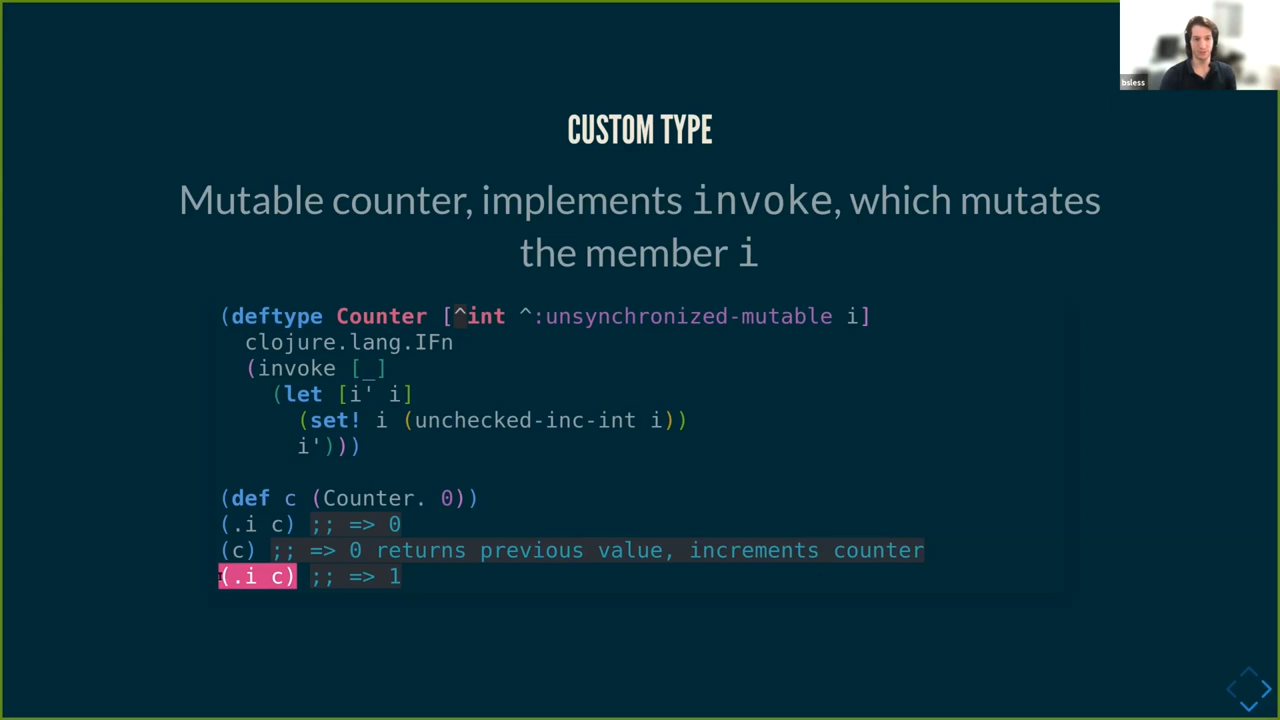 bsless
CUSTOM TYPE
Mutable counter, implements invoke, which mutates
the member i
(deftype Counter [^int ^:unsynchronized-mutable i]
  clojure.lang.IFn
  (invoke [_]
    (let [i' i]
      (set! i (unchecked-inc-int i))
      i')))
(def c (Counter. 0))
(.i c) ;; => 0
(c) ;; => 0 returns previous value, increments counter
(.i c) ;; => 1